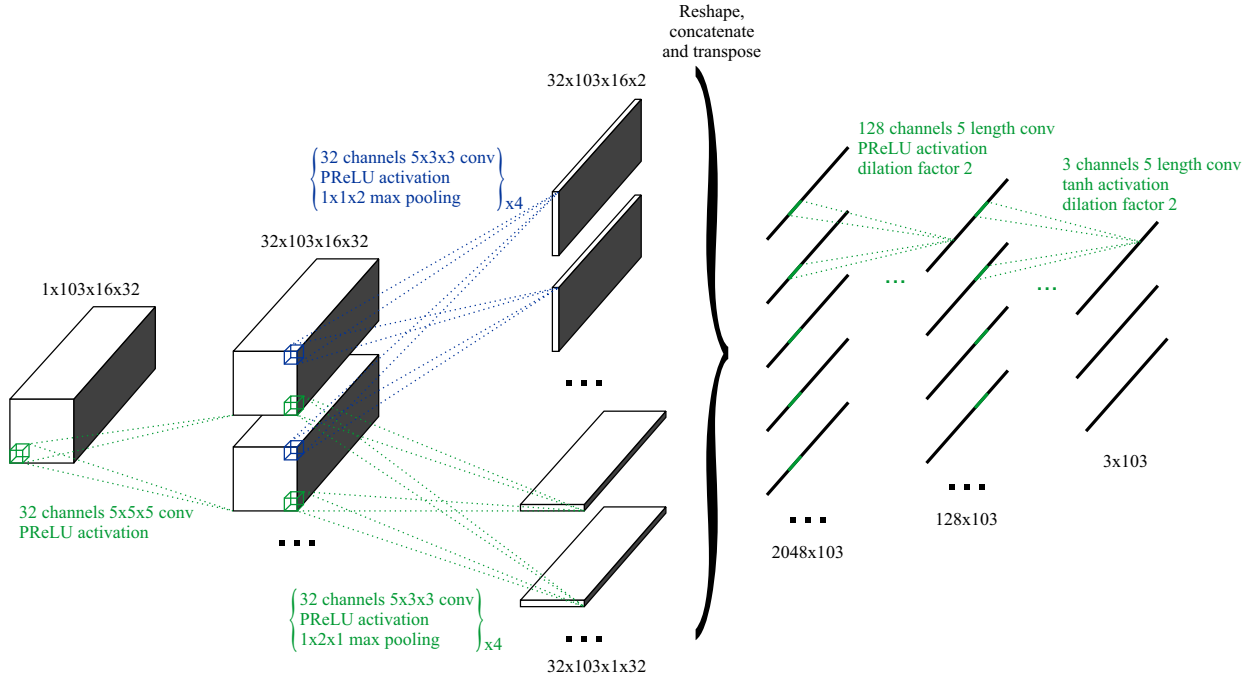 Reshape,
concatenate
and transpose
32x103x16x2
128 channels 5 length conv
PReLU activation
dilation factor 2
3 channels 5 length conv
tanh activation
dilation factor 2
32 channels 5x3x3 conv
PReLU activation
1x1x2 max pooling
x4
32x103x16x32
1x103x16x32
...
...
...
32 channels 5x5x5 conv
PReLU activation
...
3x103
...
128x103
...
2048x103
32 channels 5x3x3 conv
PReLU activation
1x2x1 max pooling
x4
...
32x103x1x32